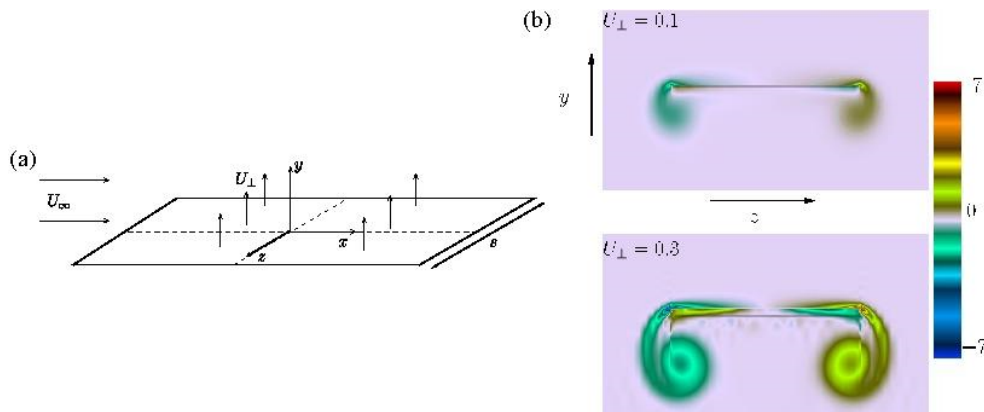 (a)
U∞
U⊥
y
x
z
s
(b)
U⊥ = 0.1
y
U⊥ = 0.3
7
0
−7